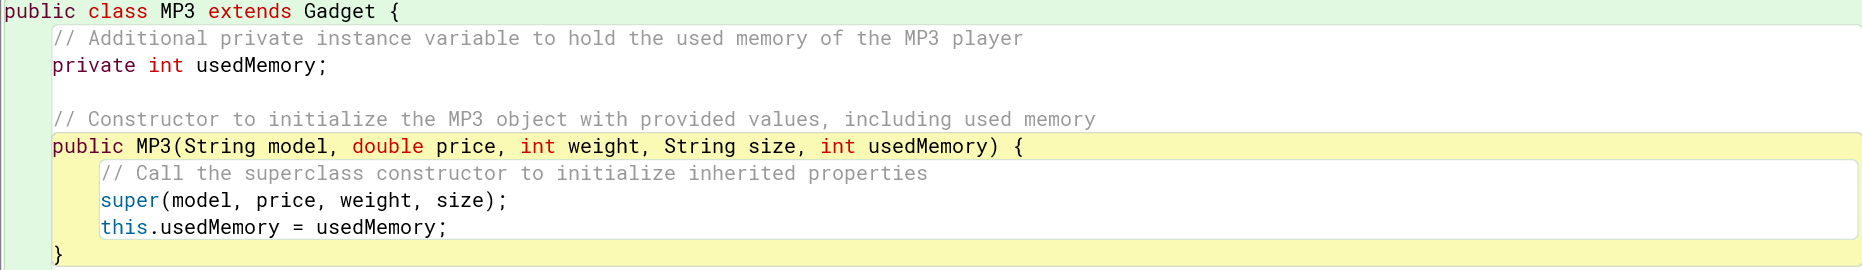 public class MP3 extends Gadget {
    // Additional private instance variable to hold the used memory of the MP3 player
    private int usedMemory;

    // Constructor to initialize the MP3 object with provided values, including used memory
    public MP3(String model, double price, int weight, String size, int usedMemory) {
        // Call the superclass constructor to initialize inherited properties
        super(model, price, weight, size);
        this.usedMemory = usedMemory;
    }